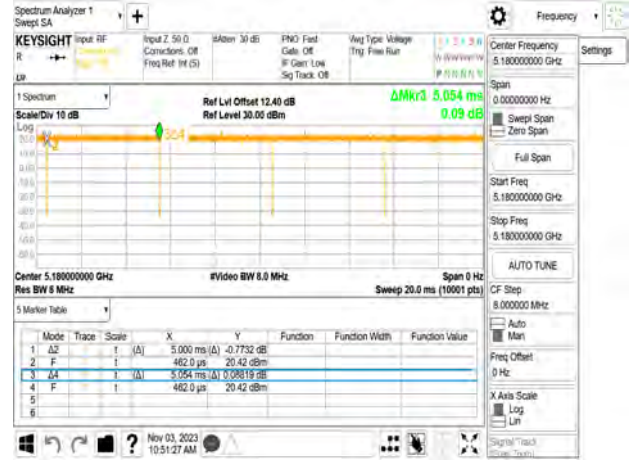 Spectrum Analyzer 1
Swept SA
Frequency
KEYSIGHT Input: RF
Input Z: 50 Ω
#Atten: 30 dB
PNO: Fast
Avg Type: Voltage
R
Corrections: Off
Gate: Off
Trig: Free Run
Freq Ref: Int (S)
IF Gain: Low
Sig Track: Off
1 Spectrum
Scale/Div 10 dB
Ref Lvl Offset 12.40 dB
Ref Level 30.00 dBm
ΔMkr3 5.054 ms
0.09 dB
Log
Center 5.180000000 GHz
#Video BW 8.0 MHz
Span 0 Hz
Res BW 8 MHz
Sweep 20.0 ms (10001 pts)
5 Marker Table
Mode Trace Scale X Y Function Function Width Function Value
1 Δ2 t (Δ) 5.000 ms (Δ) -0.7732 dB
2 F t 462.0 µs 20.42 dBm
3 Δ4 t (Δ) 5.054 ms (Δ) 0.08819 dB
4 F t 462.0 µs 20.42 dBm
5
6
Nov 03, 2023
10:51:27 AM
Center Frequency
5.180000000 GHz
Settings
Span
0.00000000 Hz
Swept Span
Zero Span
Full Span
Start Freq
5.180000000 GHz
Stop Freq
5.180000000 GHz
AUTO TUNE
CF Step
8.000000 MHz
Auto
Man
Freq Offset
0 Hz
X Axis Scale
Log
Lin
Signal Track